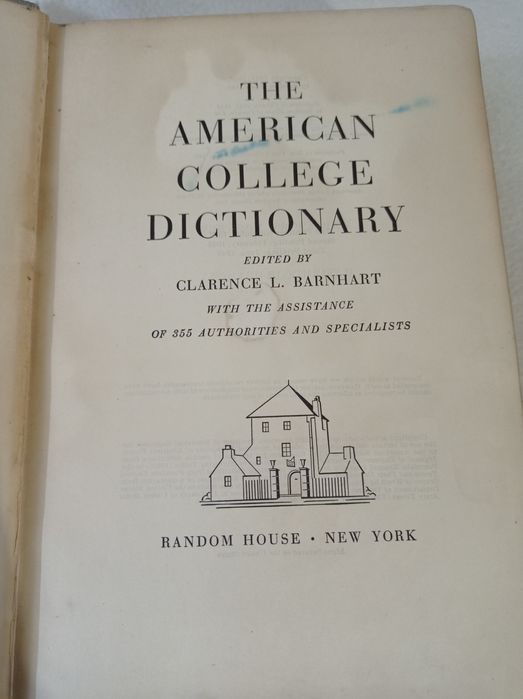 THE
AMERICAN
COLLEGE
DICTIONARY
EDITED BY
CLARENCE L. BARNHART
WITH THE ASSISTANCE
OF 355 AUTHORITIES AND SPECIALISTS
RANDOM HOUSE · NEW YORK